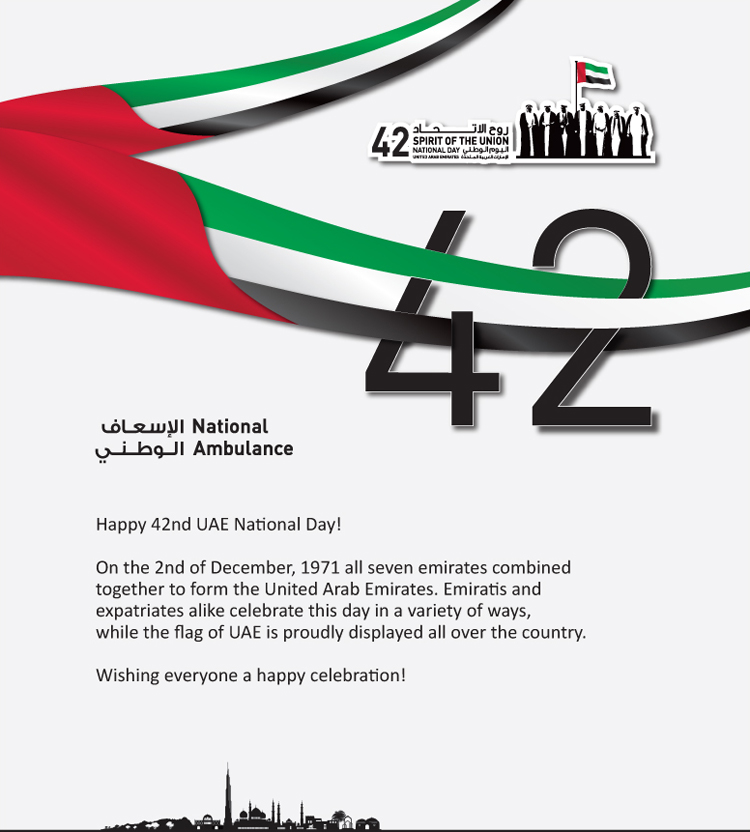 42 روح الاتحاد
SPIRIT OF THE UNION
NATIONAL DAY اليوم الوطني
UNITED ARAB EMIRATES الإمارات العربية المتحدة
42
الإسعاف National
الوطني Ambulance
Happy 42nd UAE National Day!
On the 2nd of December, 1971 all seven emirates combined
together to form the United Arab Emirates. Emiratis and
expatriates alike celebrate this day in a variety of ways,
while the flag of UAE is proudly displayed all over the country.
Wishing everyone a happy celebration!